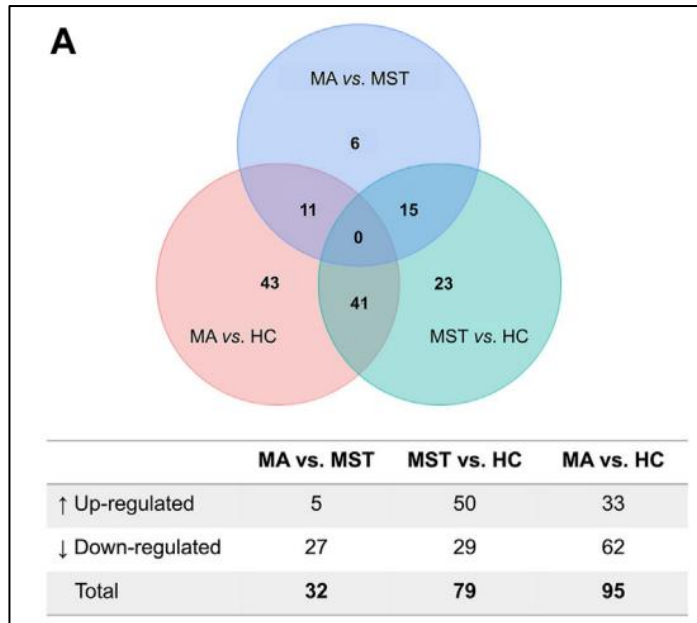 A
MA vs. MST
6
11
15
0
43
41
23
MA vs. HC
MST vs. HC
MA vs. MST MST vs. HC MA vs. HC
↑ Up-regulated 5 50 33
↓ Down-regulated 27 29 62
Total 32 79 95